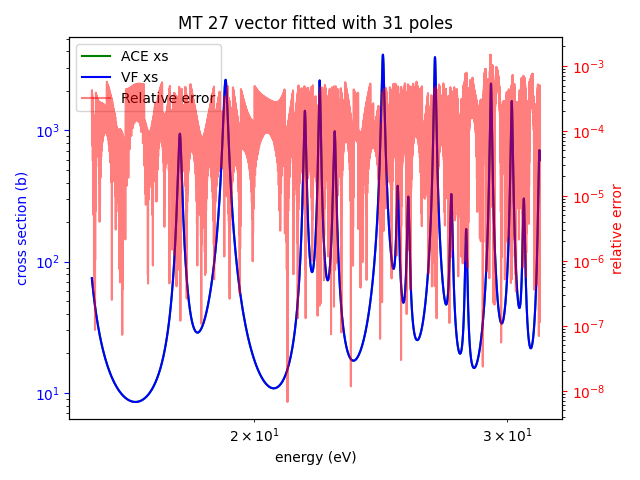 MT 27 vector fitted with 31 poles
ACE xs
VF xs
Relative error
cross section (b)
10³
10²
10¹
10⁻³
10⁻⁴
10⁻⁵
10⁻⁶
10⁻⁷
10⁻⁸
relative error
2 × 10¹
3 × 10¹
energy (eV)